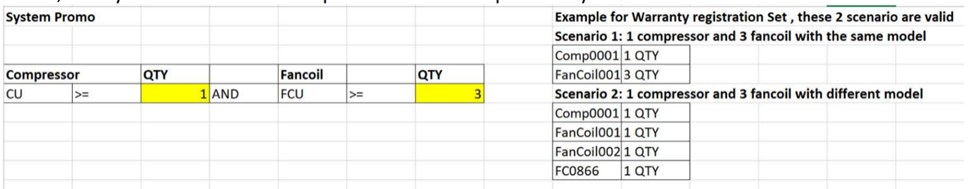 System Promo
Compressor QTY Fancoil QTY
CU >= 1 AND FCU >= 3
Example for Warranty registration Set , these 2 scenario are valid
Scenario 1: 1 compressor and 3 fancoil with the same model
Comp0001 1 QTY
FanCoil001 3 QTY
Scenario 2: 1 compressor and 3 fancoil with different model
Comp0001 1 QTY
FanCoil001 1 QTY
FanCoil002 1 QTY
FC0866 1 QTY